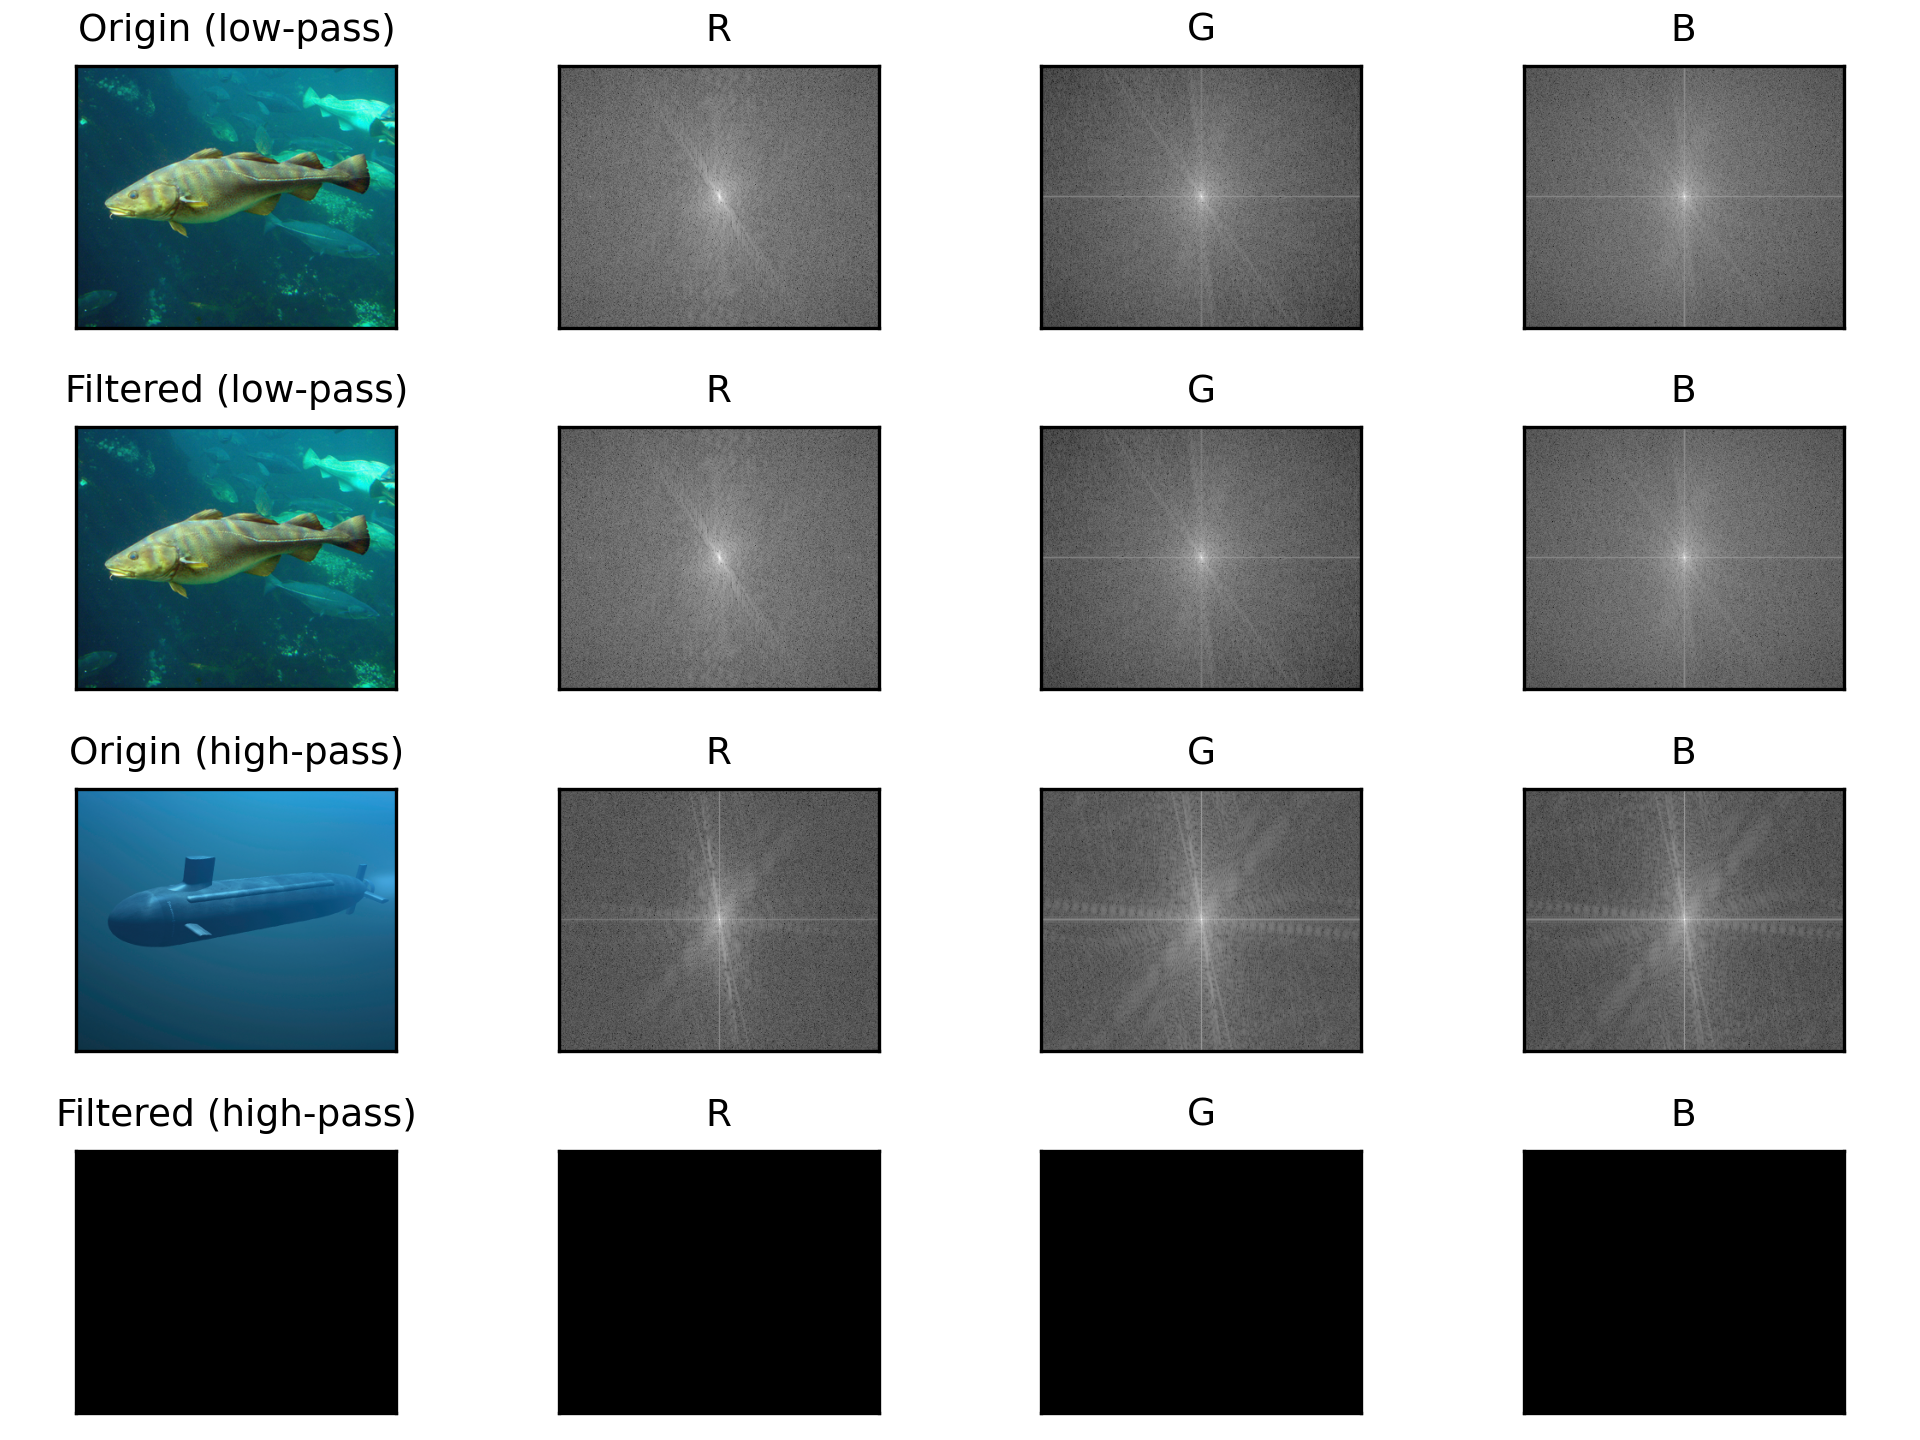 Origin (low-pass)
R
G
B
Filtered (low-pass)
R
G
B
Origin (high-pass)
R
G
B
Filtered (high-pass)
R
G
B